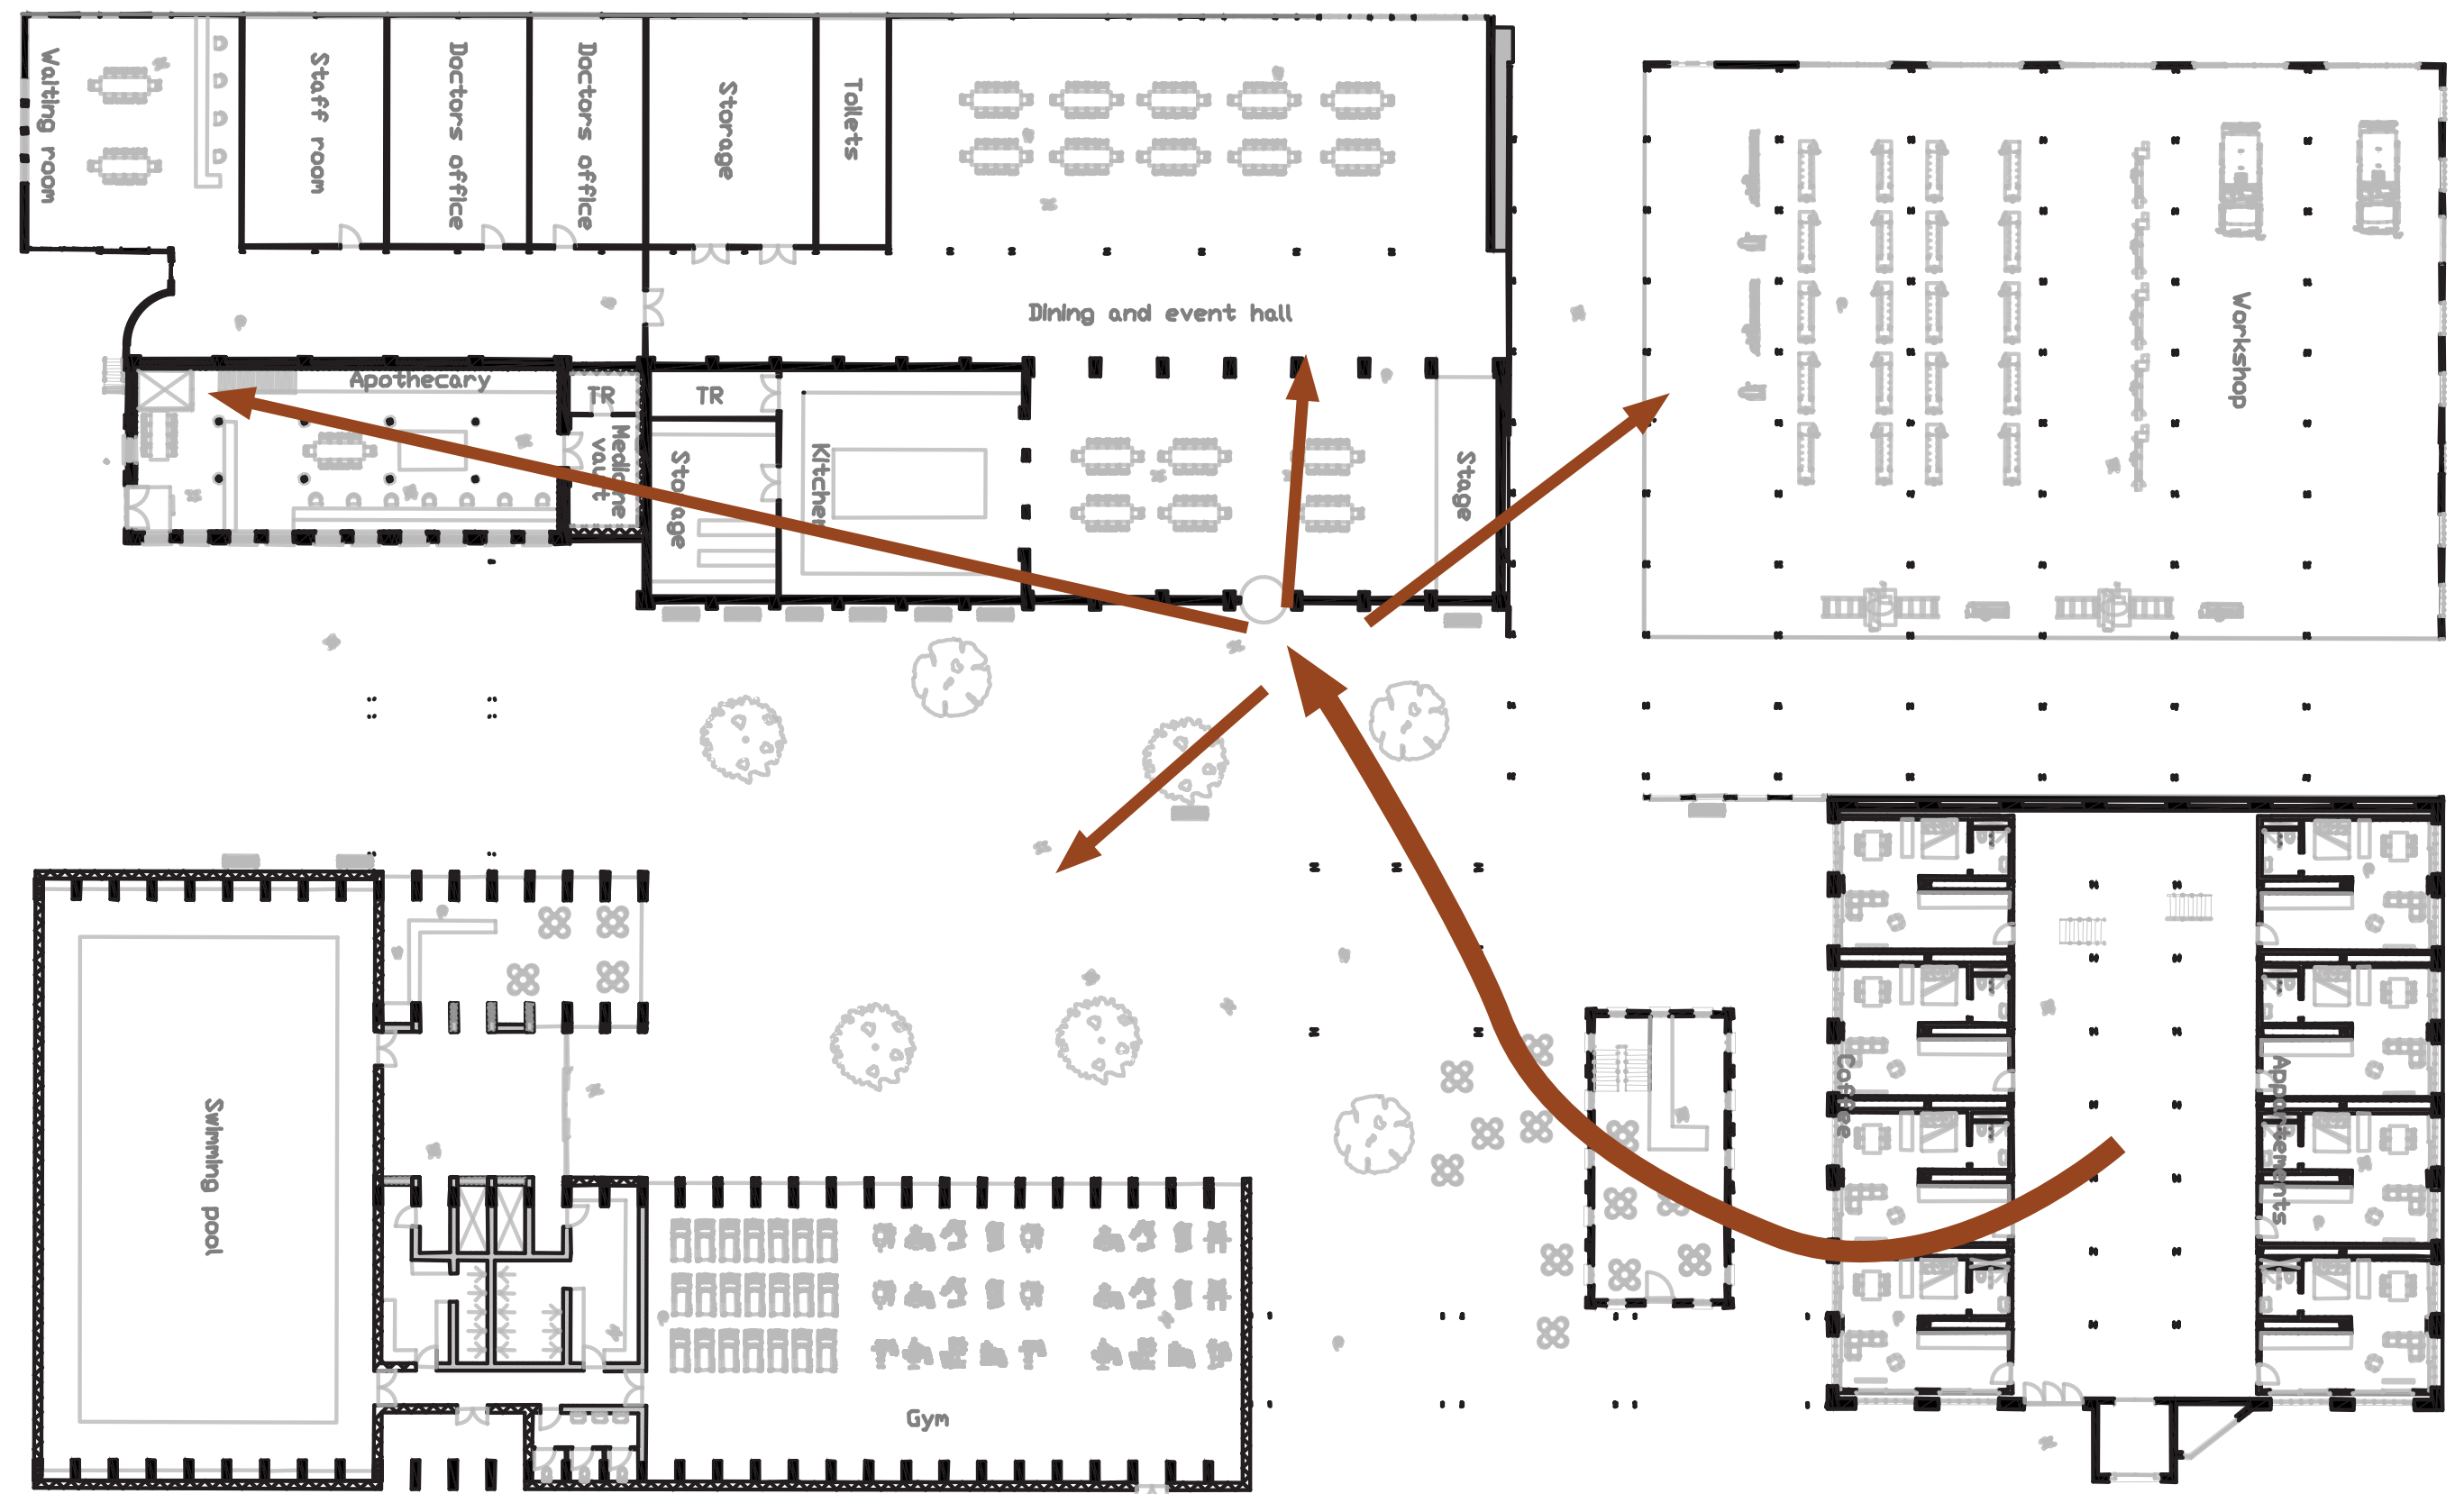 Waiting room
Staff room
Doctors office
Doctors office
Storage
Toilets
Dining and event hall
Workshop
Apothecary
TR
TR
Medicine
vault
Storage
Kitchen
Stage
Swimming pool
Gym
Coffee
Appartements